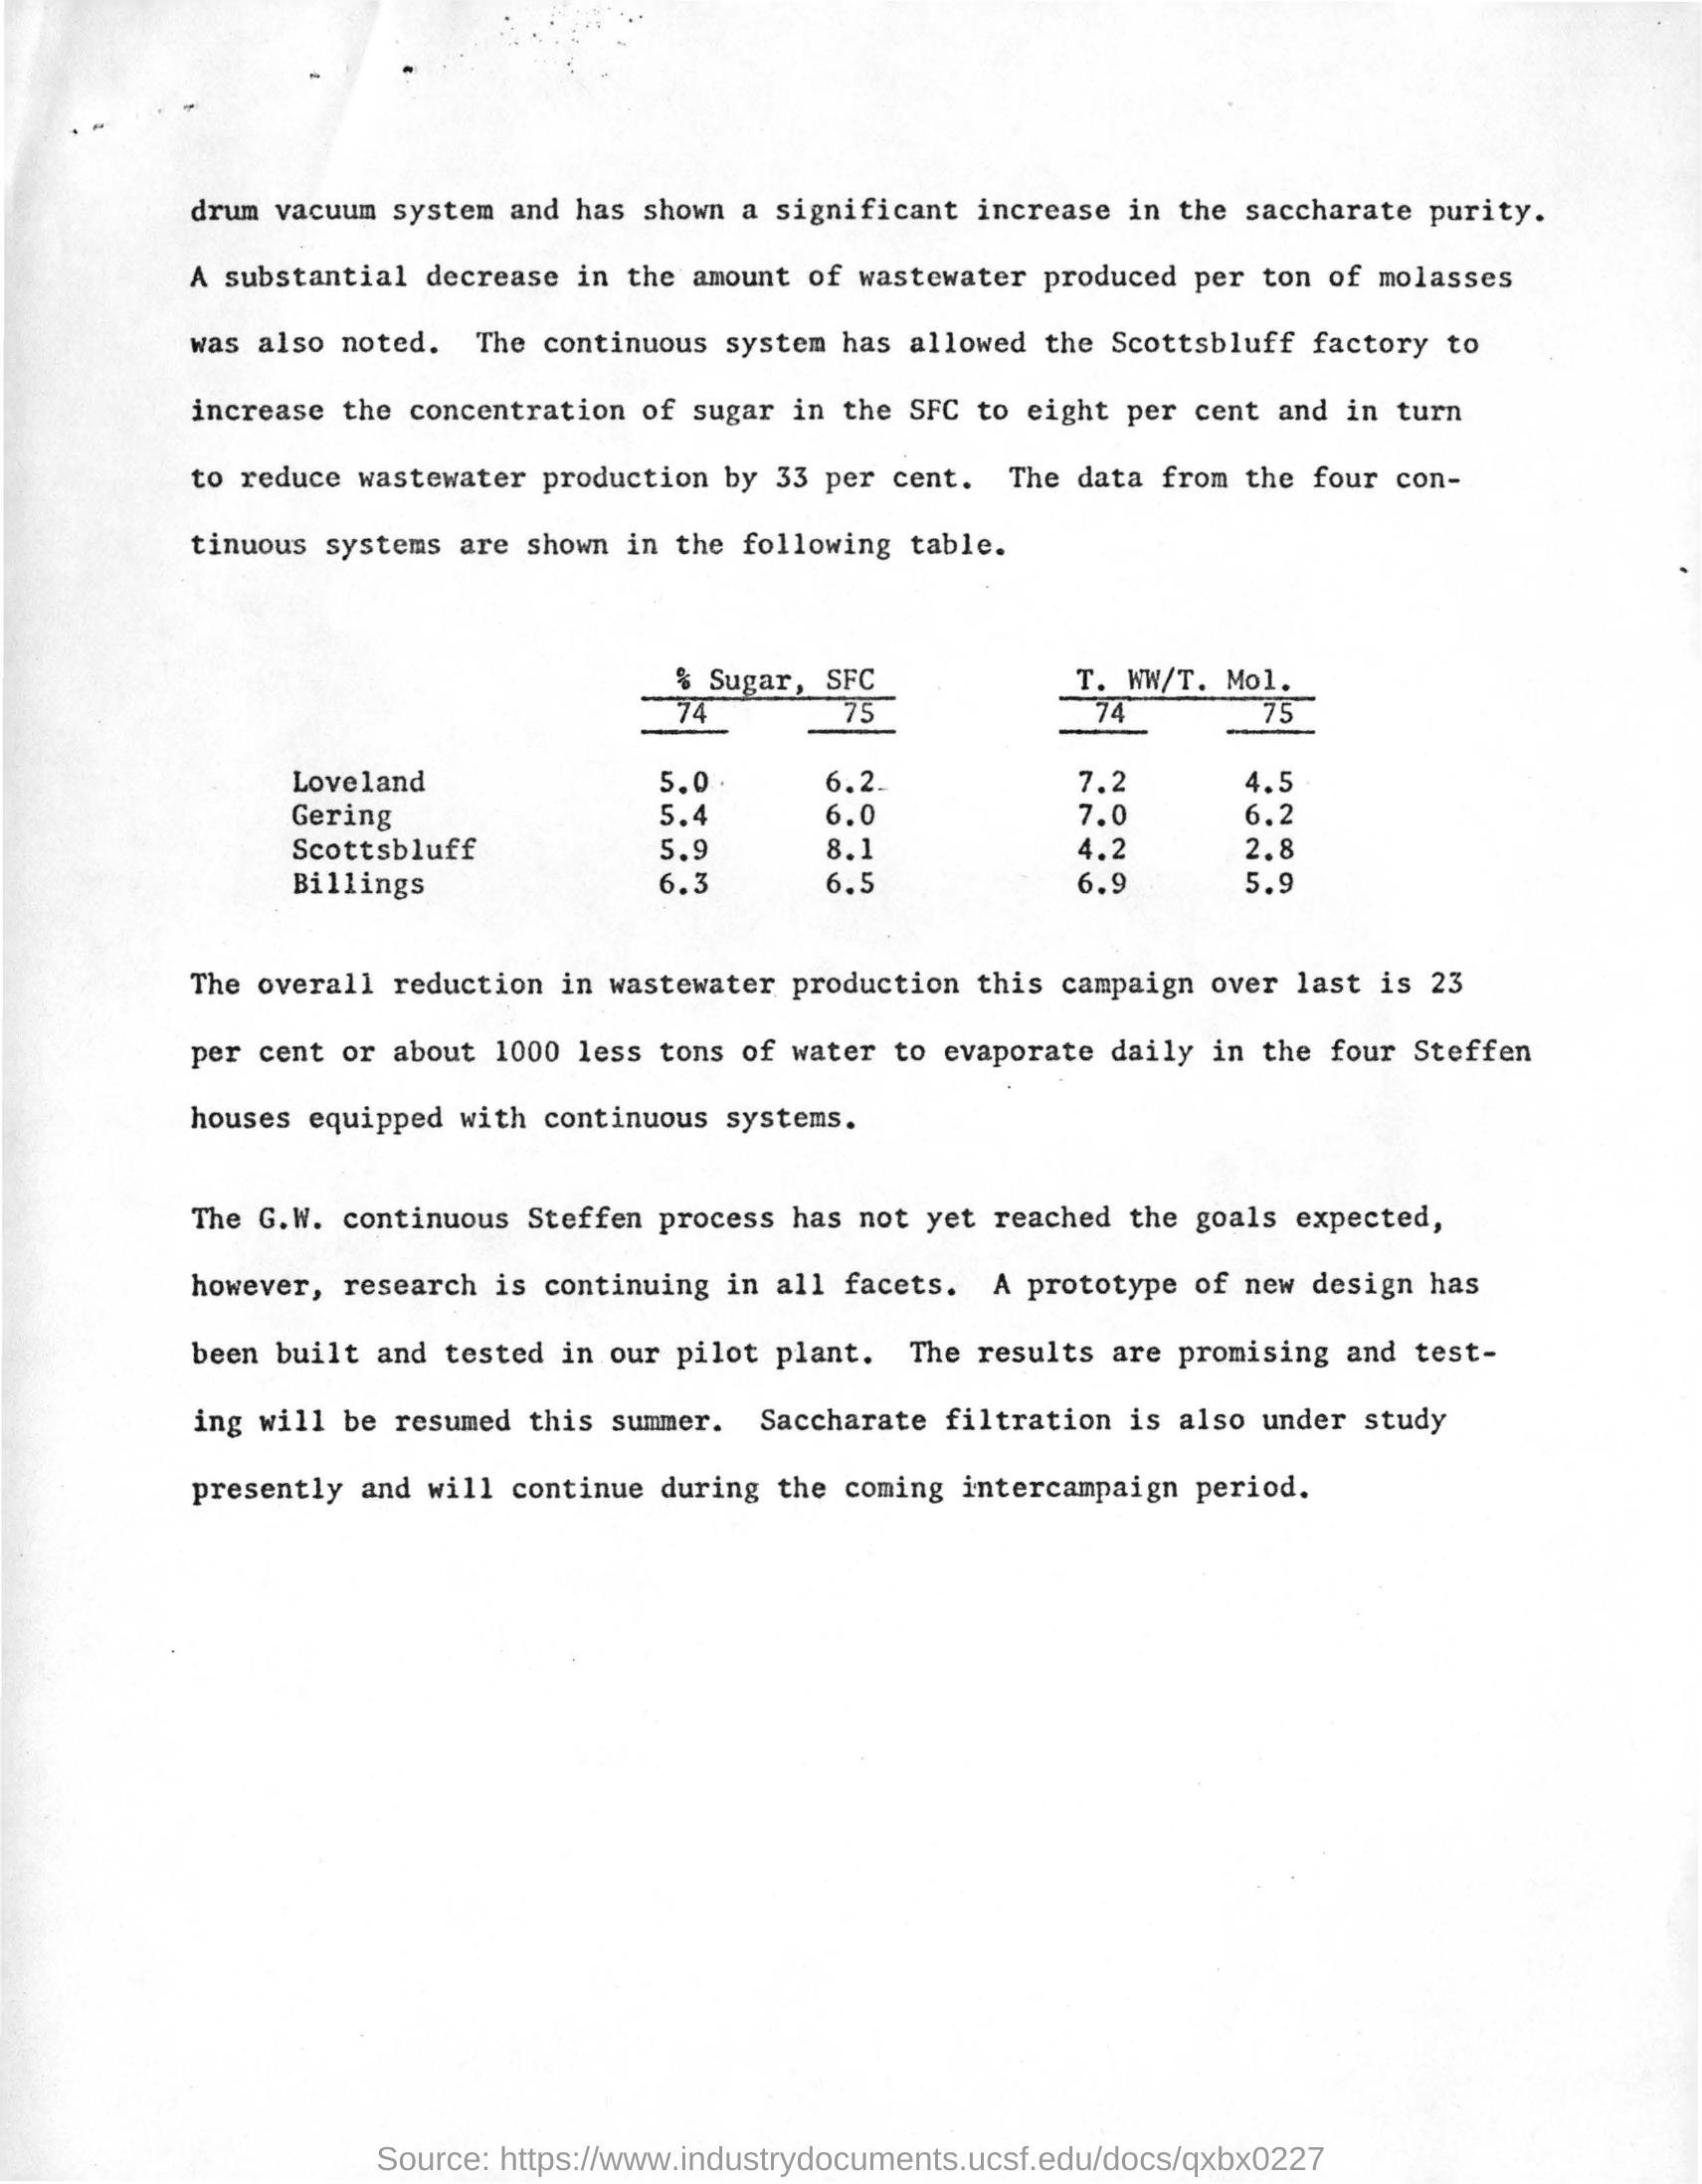 drum vacuum system and has shown a significant increase in the saccharate purity.
A substantial decrease in the amount of wastewater produced per ton of molasses
was also noted. The continuous system has allowed the Scottsbluff factory to
increase the concentration of sugar in the SFC to eight per cent and in turn
to reduce wastewater production by 33 per cent. The data from the four con-
tinuous systems are shown in the following table.
% Sugar, SFC T. WW/T. Mol.
74 75 74 75
Loveland 5.0 6.2 7.2 4.5
Gering 5.4 6.0 7.0 6.2
Scottsbluff 5.9 8.1 4.2 2.8
Billings 6.3 6.5 6.9 5.9
The overall reduction in wastewater production this campaign over last is 23
per cent or about 1000 less tons of water to evaporate daily in the four Steffen
houses equipped with continuous systems.
The G.W. continuous Steffen process has not yet reached the goals expected,
however, research is continuing in all facets. A prototype of new design has
been built and tested in our pilot plant. The results are promising and test-
ing will be resumed this summer. Saccharate filtration is also under study
presently and will continue during the coming intercampaign period.
Source: https://www.industrydocuments.ucsf.edu/docs/qxbx0227